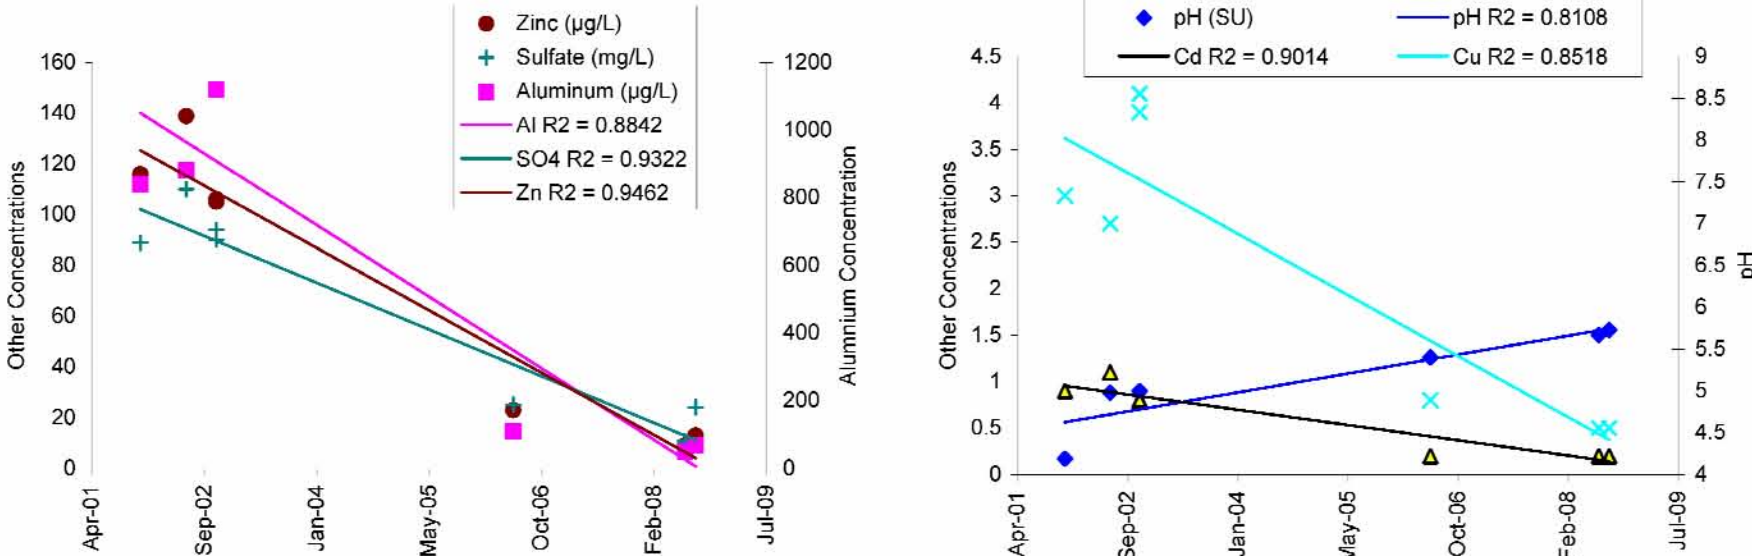 Zinc (µg/L)
Sulfate (mg/L)
Aluminum (µg/L)
Al R2 = 0.8842
SO4 R2 = 0.9322
Zn R2 = 0.9462
160
140
120
100
80
60
40
20
0
Other Concentrations
1200
1000
800
600
400
200
0
Alumnium Concentration
Apr-01
Sep-02
Jan-04
May-05
Oct-06
Feb-08
Jul-09
pH (SU)
pH R2 = 0.8108
Cd R2 = 0.9014
Cu R2 = 0.8518
4.5
4
3.5
3
2.5
2
1.5
1
0.5
0
Other Concentrations
9
8.5
8
7.5
7
6.5
6
5.5
5
4.5
4
pH
Apr-01
Sep-02
Jan-04
May-05
Oct-06
Feb-08
Jul-09